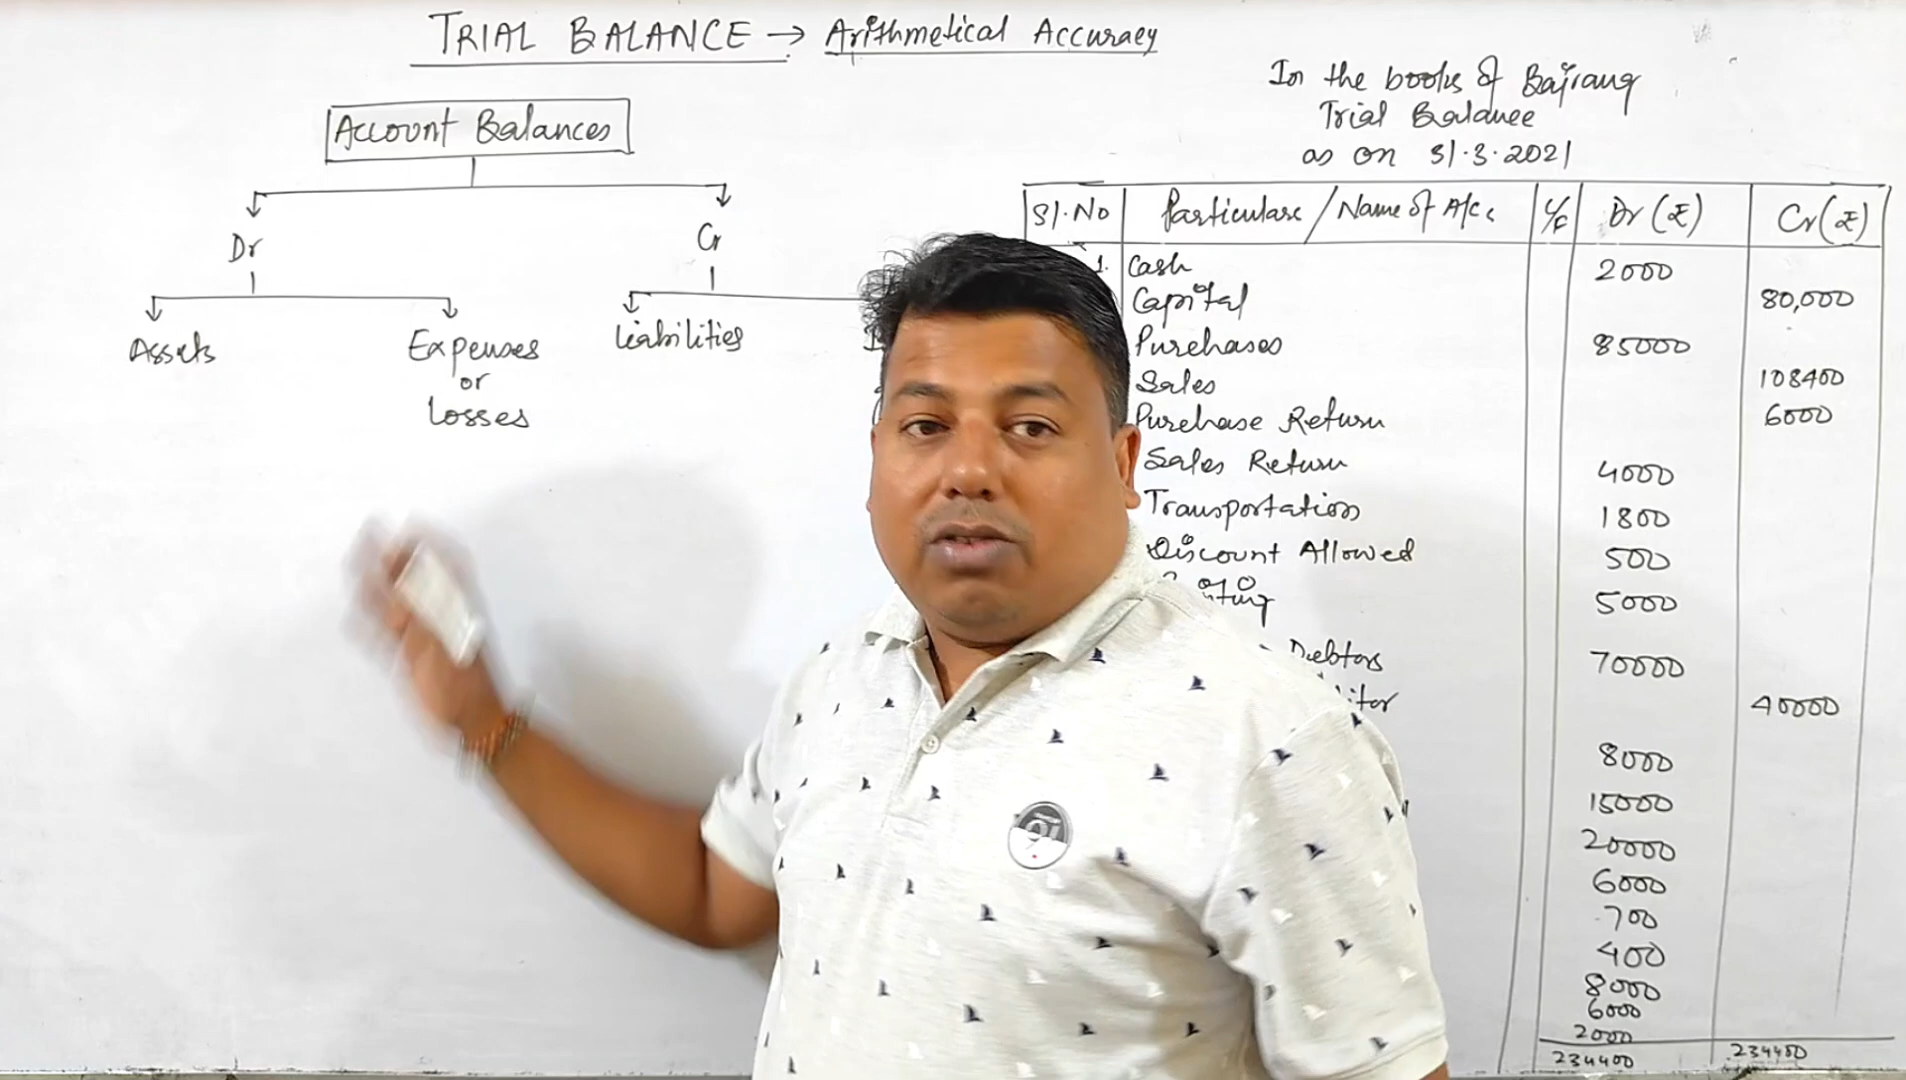 TRIAL BALANCE → Arithmetical Accuracy
Account Balances
Dr
Cr
Assets
Expenses
or
Losses
Liabilities
In the books of Bajrang
Trial Balance
as on 31.3.2021
Sl.No Particulars / Name of A/Cs L/F Dr (₹) Cr (₹)
1. Cash 2000
Capital 80,000
Purchases 85000
Sales 108400
Purchase Return 6000
Sales Return 4000
Transportation 1800
Discount Allowed 500
5000
Debtors 70000
40000
8000
15000
20000
6000
700
400
8000
6000
2000
234400 234400